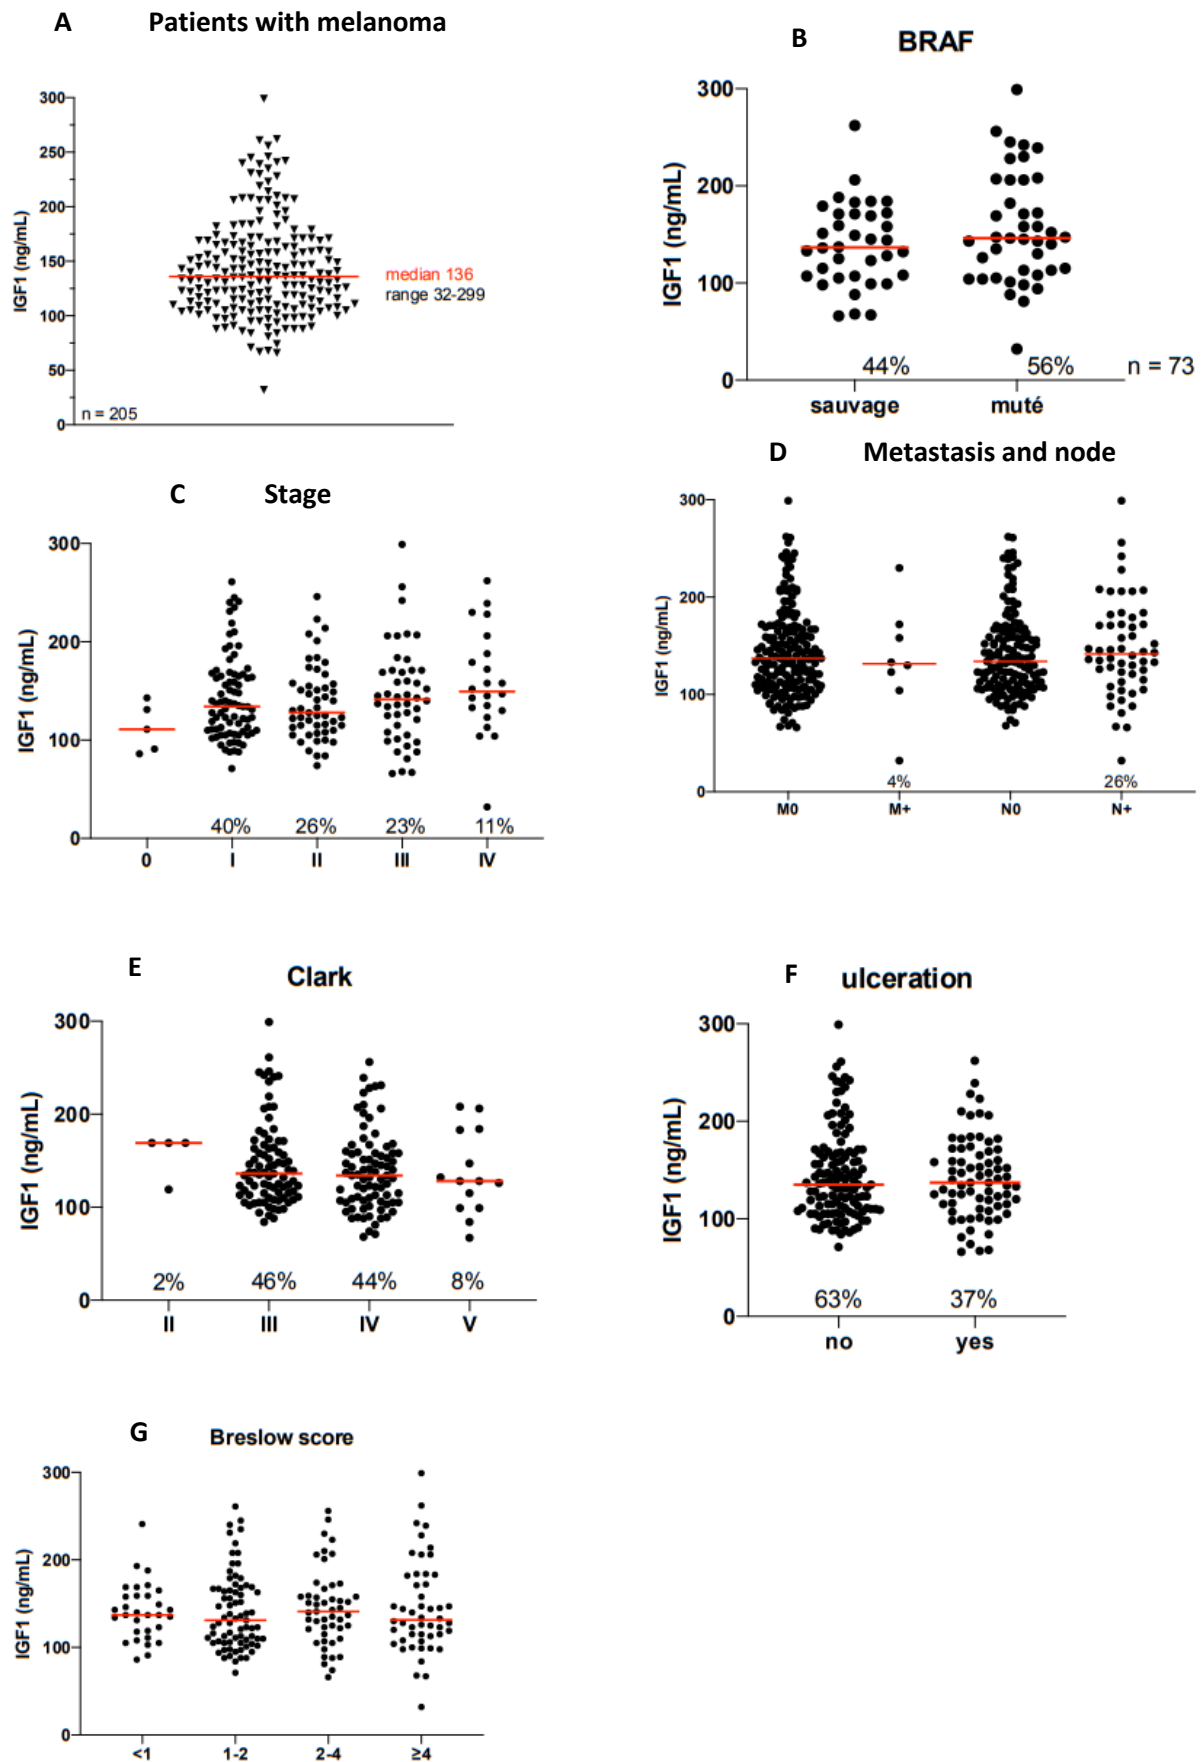 A Patients with melanoma
300
250
200
150
100
50
0
IGF1 (ng/mL)
median 136
range 32-299
n = 205
B BRAF
300
200
100
0
IGF1 (ng/mL)
44% 56% n = 73
sauvage muté
C Stage
300
200
100
0
IGF1 (ng/mL)
40% 26% 23% 11%
0 I II III IV
D Metastasis and node
300
200
100
0
IGF1 (ng/mL)
4% 26%
M0 M+ N0 N+
E Clark
300
200
100
0
IGF1 (ng/mL)
2% 46% 44% 8%
II III IV V
F ulceration
300
200
100
0
IGF1 (ng/mL)
63% 37%
no yes
G Breslow score
300
200
100
0
IGF1 (ng/mL)
<1 1-2 2-4 ≥4